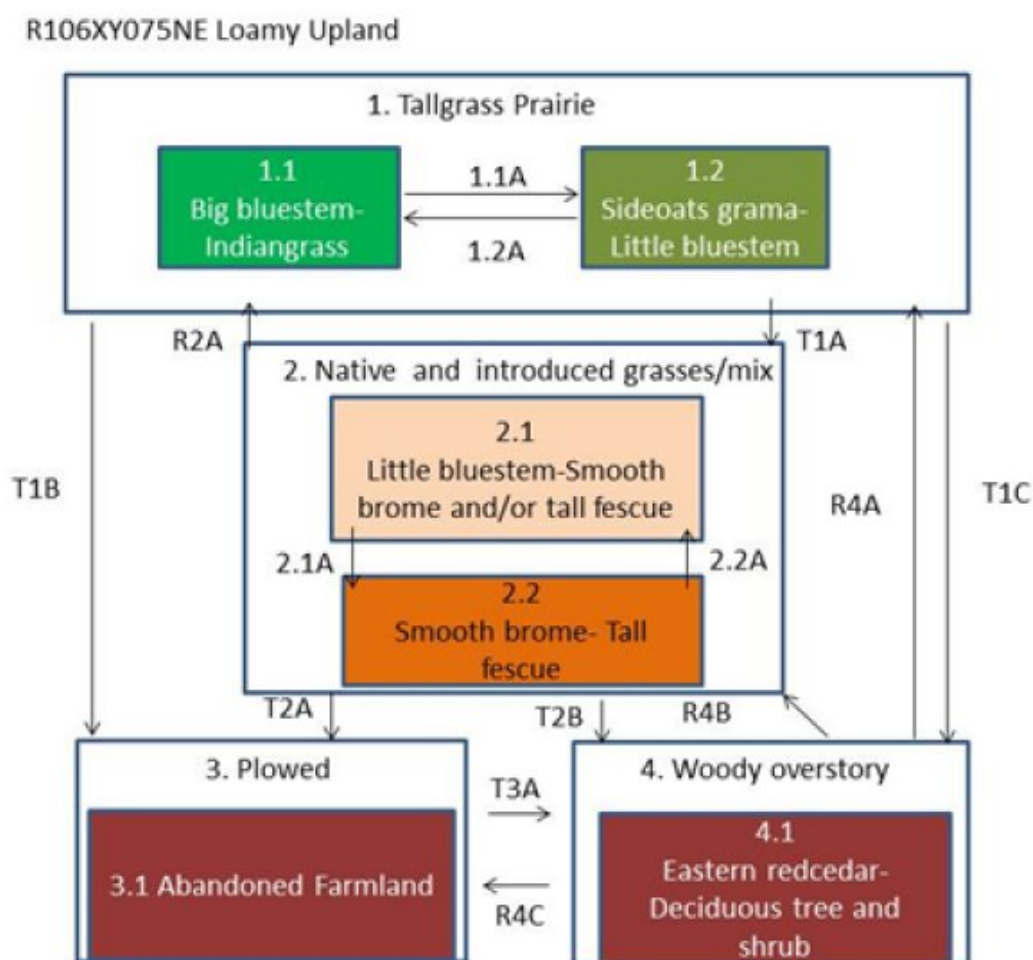 R106XY075NE Loamy Upland
1. Tallgrass Prairie
1.1
Big bluestem-
Indiangrass
1.1A
1.2A
1.2
Sideoats grama-
Little bluestem
R2A
T1A
2. Native and introduced grasses/mix
2.1
Little bluestem-Smooth
brome and/or tall fescue
T1B
R4A
T1C
2.1A
2.2A
2.2
Smooth brome- Tall
fescue
T2A
T2B
R4B
3. Plowed
3.1 Abandoned Farmland
T3A
R4C
4. Woody overstory
4.1
Eastern redcedar-
Deciduous tree and
shrub